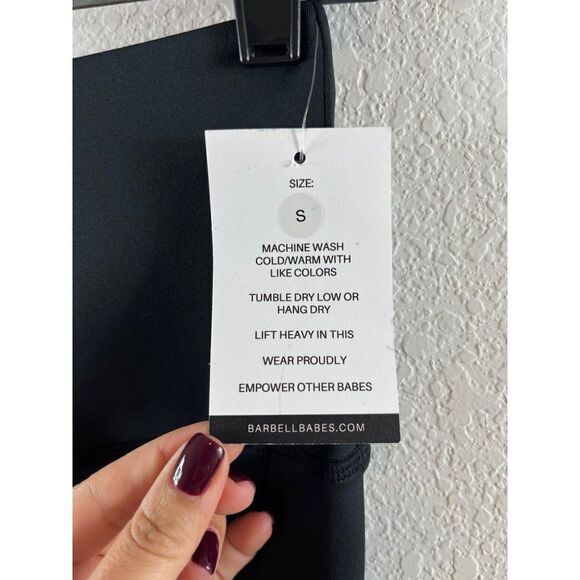 SIZE:
S
MACHINE WASH
COLD/WARM WITH
LIKE COLORS
TUMBLE DRY LOW OR
HANG DRY
LIFT HEAVY IN THIS
WEAR PROUDLY
EMPOWER OTHER BABES
BARBELLBABES.COM